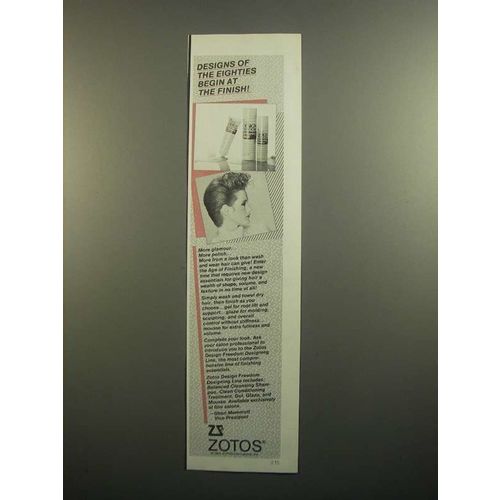 DESIGNS OF
THE EIGHTIES
BEGIN AT
THE FINISH!
More glamour.
More polish.
More from a look than wash
and wear hair can give! Enter
the Age of Finishing, a new
time that requires new design
essentials for giving hair a
wealth of shape, volume, and
texture in no time at all!
Simply wash and towel dry
hair, then finish as you
choose...gel for root lift and
support...glaze for molding,
sculpting, and overall
control without stiffness...
mousse for extra fullness and
volume.
Complete your look. Ask
your salon professional to
introduce you to the Zotos
Design Freedom Designing
Line, the most compre-
hensive line of finishing
essentials.
Zotos Design Freedom
Designing Line includes:
Balanced Cleansing Sham-
poo, Clean Conditioning
Treatment, Gel, Glaze, and
Mousse. Available exclusively
at fine salons.
Vice President
ZOTOS®